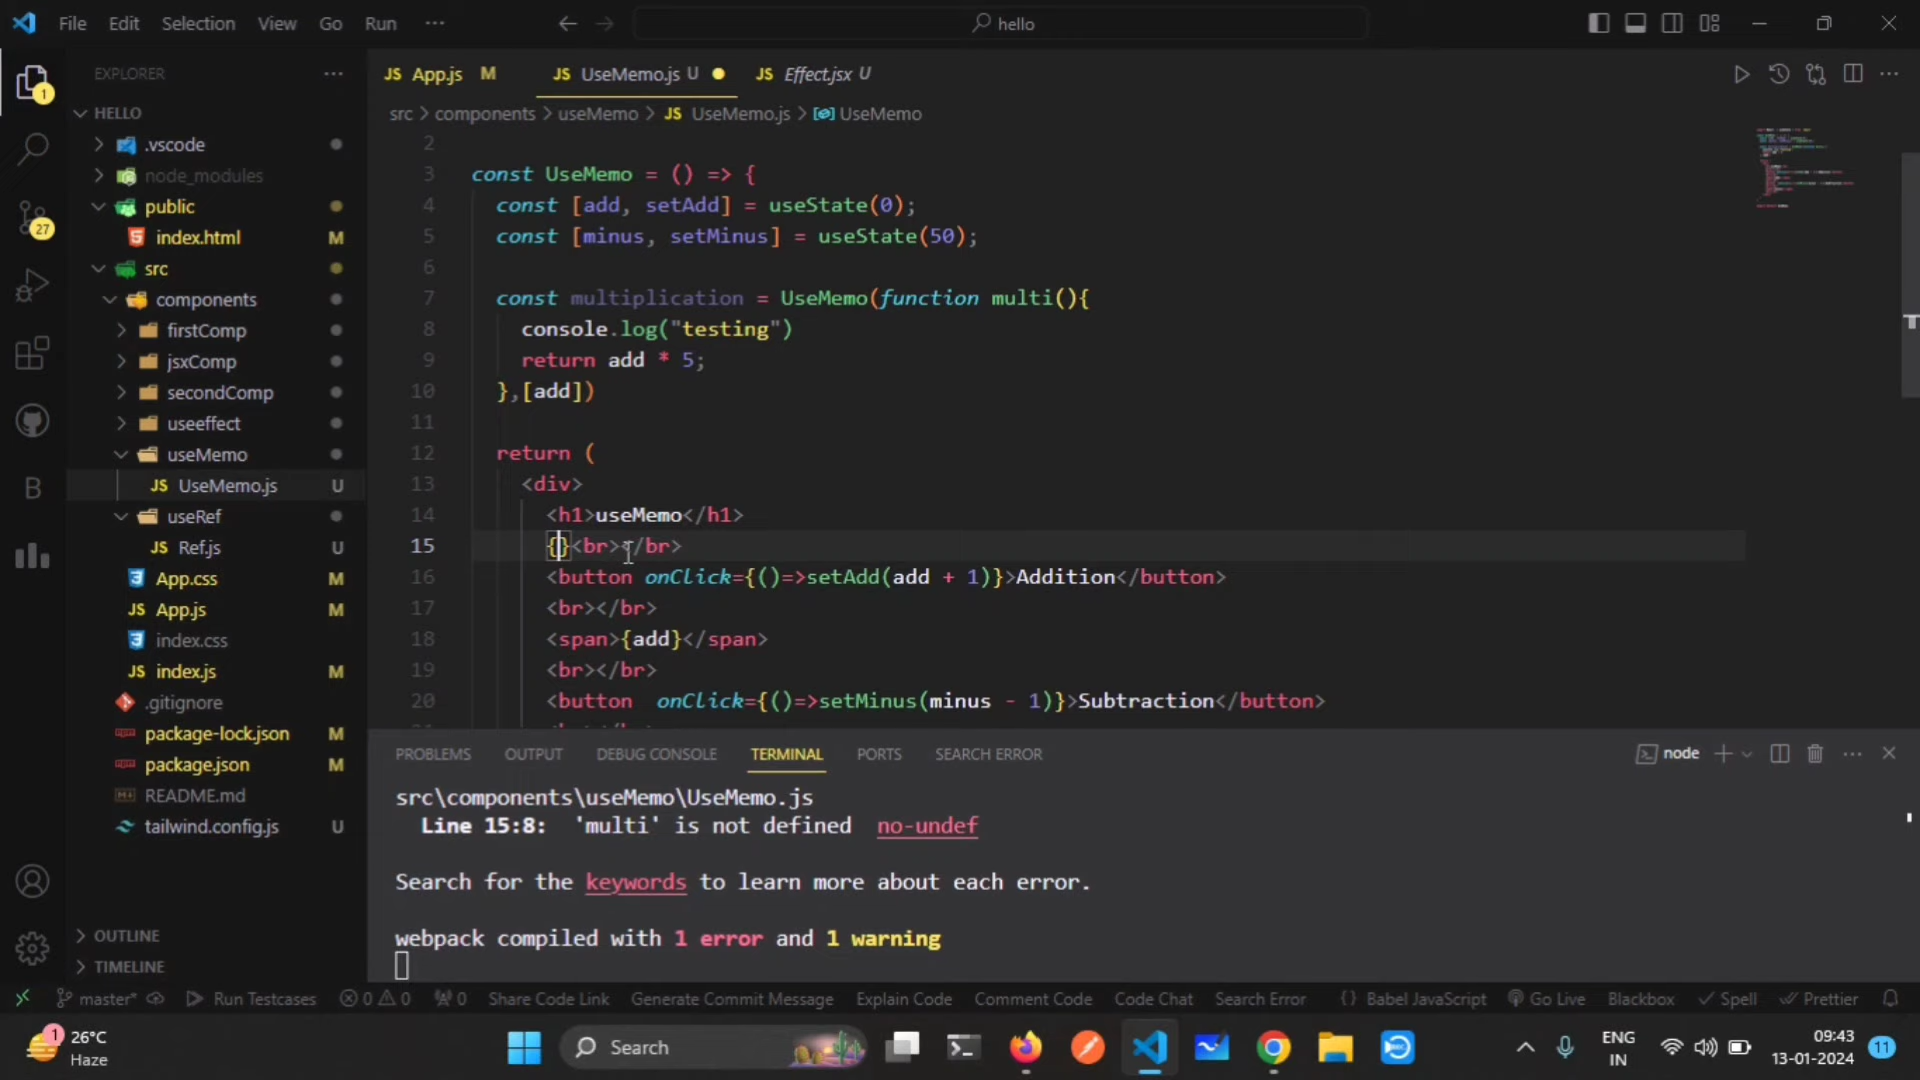 File Edit Selection View Go Run ··· hello
EXPLORER ···
HELLO
.vscode
node_modules
public
index.html M
src
components
firstComp
jsxComp
secondComp
useeffect
useMemo
JS UseMemo.js U
useRef
JS Ref.js U
App.css M
JS App.js M
index.css
JS index.js M
.gitignore
package-lock.json M
package.json M
README.md
tailwind.config.js U
OUTLINE
TIMELINE
1
27
B
JS App.js M JS UseMemo.js U JS Effect.jsx U
src > components > useMemo > JS UseMemo.js > UseMemo
2
3 const UseMemo = () => {
4 const [add, setAdd] = useState(0);
5 const [minus, setMinus] = useState(50);
6
7 const multiplication = UseMemo(function multi(){
8 console.log("testing")
9 return add * 5;
10 },[add])
11
12 return (
13 <div>
14 <h1>useMemo</h1>
15 {}<br></br>
16 <button onClick={()=>setAdd(add + 1)}>Addition</button>
17 <br></br>
18 <span>{add}</span>
19 <br></br>
20 <button onClick={()=>setMinus(minus - 1)}>Subtraction</button>
PROBLEMS OUTPUT DEBUG CONSOLE TERMINAL PORTS SEARCH ERROR node
src\components\useMemo\UseMemo.js
Line 15:8: 'multi' is not defined no-undef
Search for the keywords to learn more about each error.
webpack compiled with 1 error and 1 warning
master* Run Testcases 0 0 0 Share Code Link Generate Commit Message Explain Code Comment Code Code Chat Search Error {} Babel JavaScript Go Live Blackbox Spell Prettier
1 26°C
Haze
Search
ENG
IN
09:43
13-01-2024
11